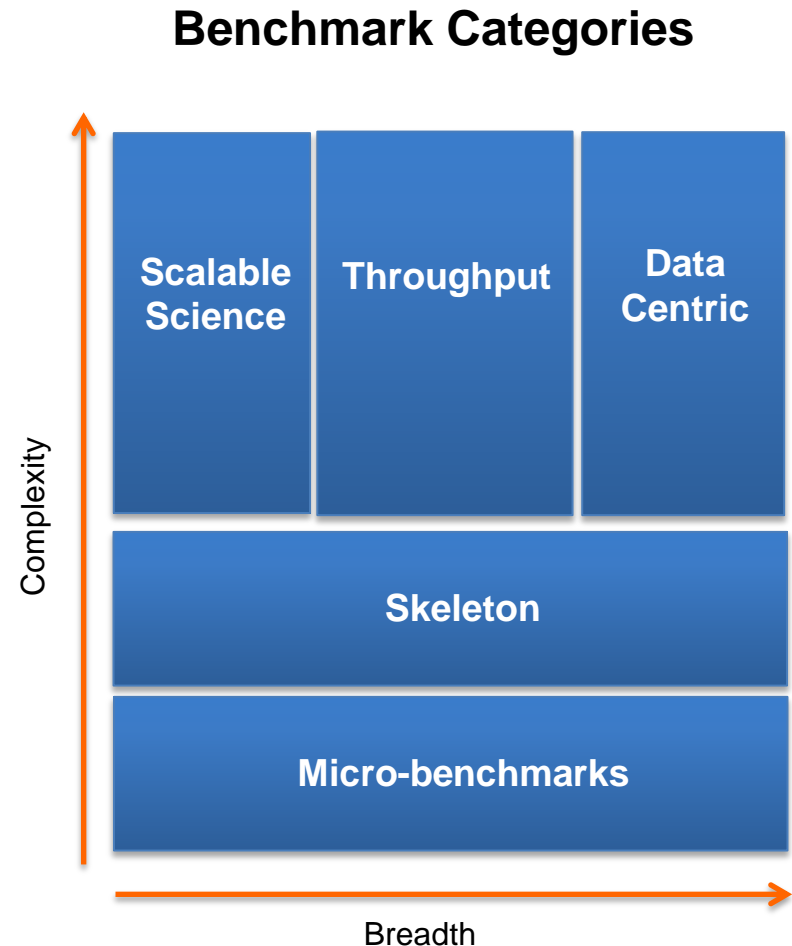 Benchmark Categories
Scalable
Science
Throughput
Data
Centric
Complexity
Skeleton
Micro-benchmarks
Breadth